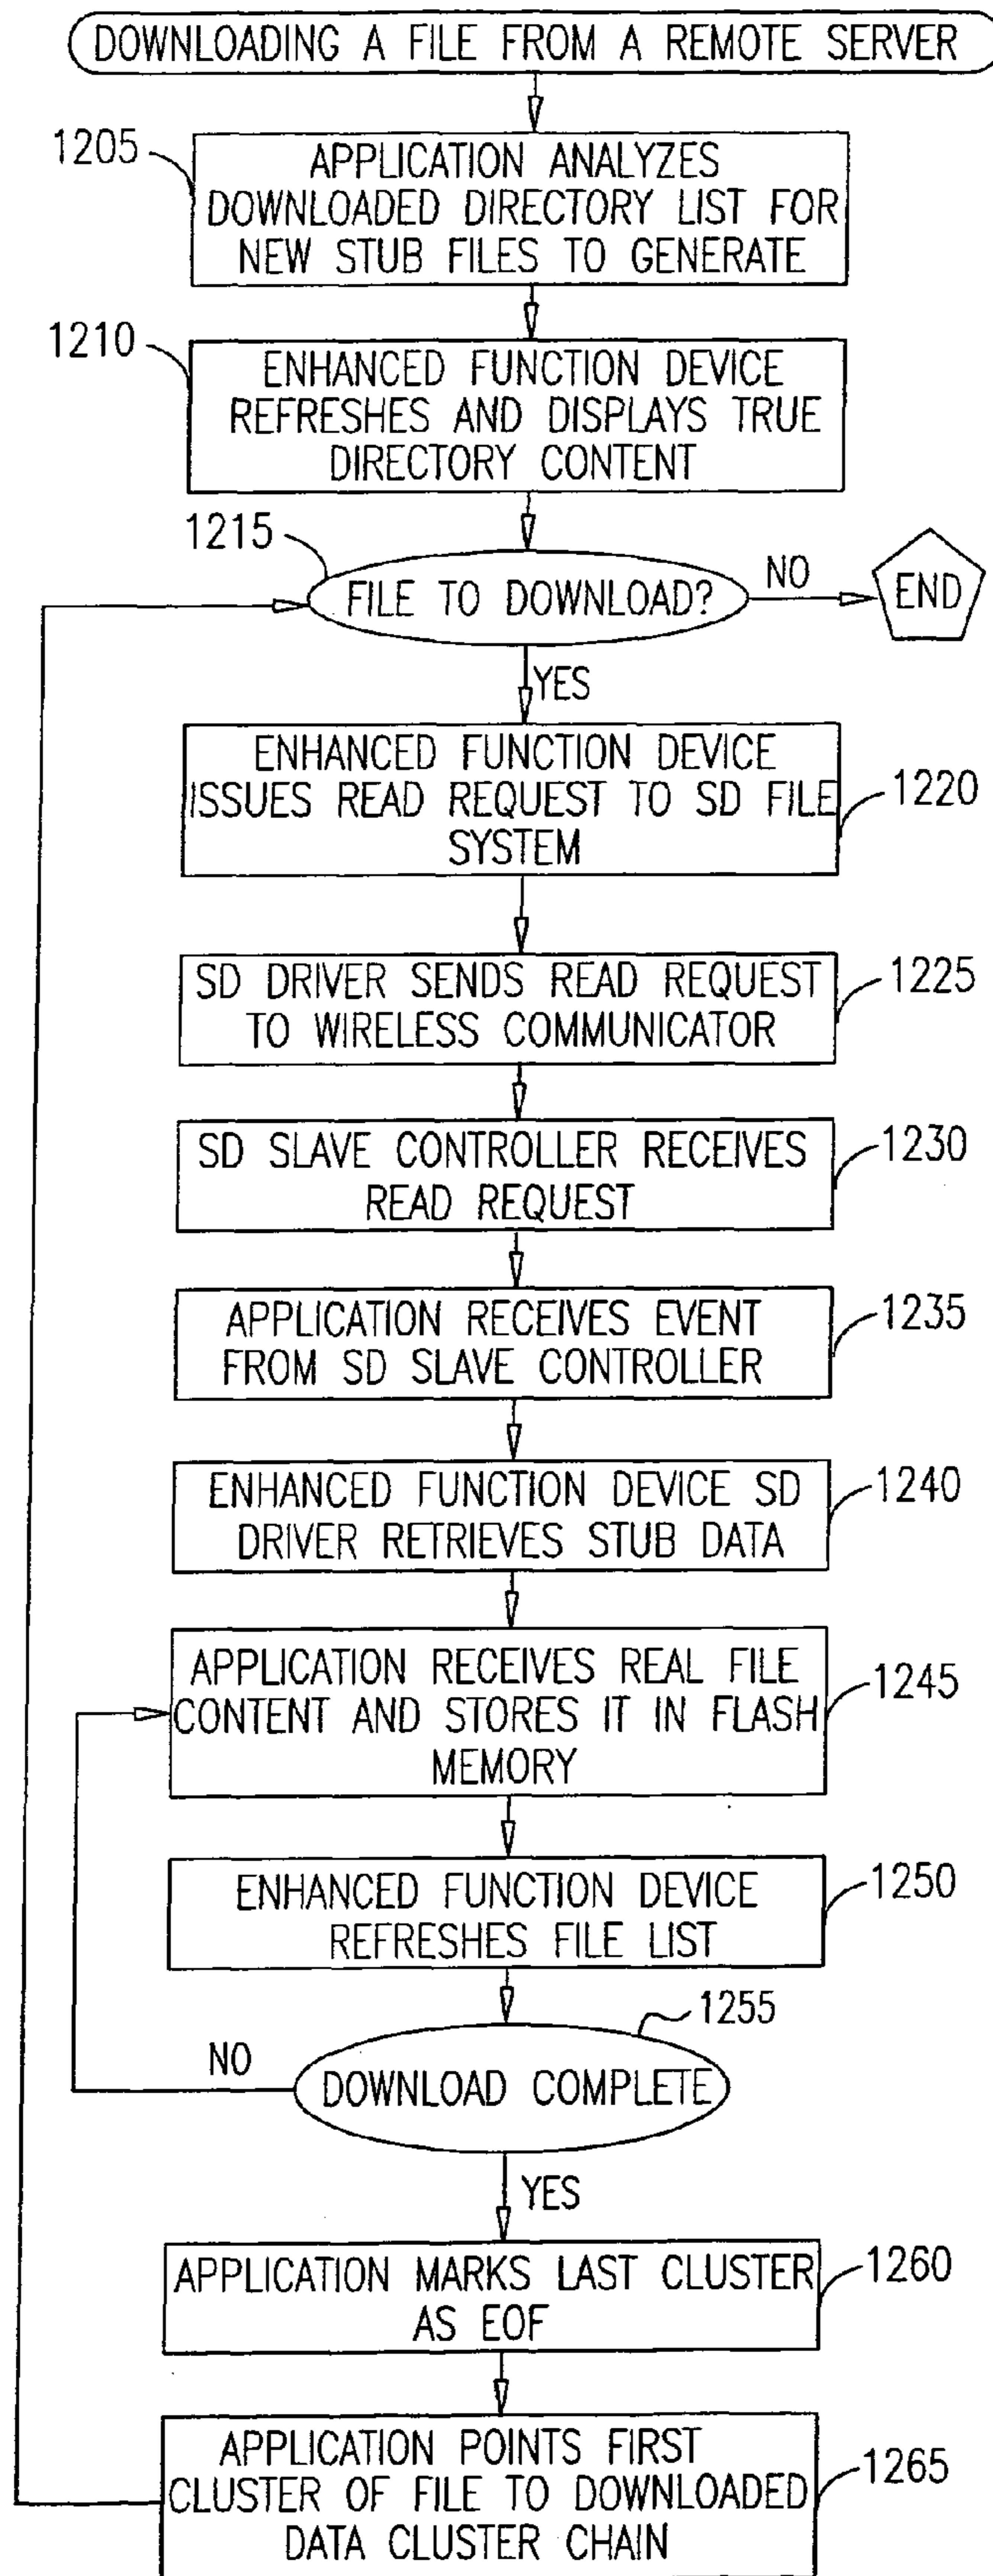 DOWNLOADING A FILE FROM A REMOTE SERVER
1205
APPLICATION ANALYZES
DOWNLOADED DIRECTORY LIST FOR
NEW STUB FILES TO GENERATE
1210
ENHANCED FUNCTION DEVICE
REFRESHES AND DISPLAYS TRUE
DIRECTORY CONTENT
1215
FILE TO DOWNLOAD?
NO
END
YES
ENHANCED FUNCTION DEVICE
ISSUES READ REQUEST TO SD FILE
SYSTEM
1220
SD DRIVER SENDS READ REQUEST
TO WIRELESS COMMUNICATOR
1225
SD SLAVE CONTROLLER RECEIVES
READ REQUEST
1230
APPLICATION RECEIVES EVENT
FROM SD SLAVE CONTROLLER
1235
ENHANCED FUNCTION DEVICE SD
DRIVER RETRIEVES STUB DATA
1240
APPLICATION RECEIVES REAL FILE
CONTENT AND STORES IT IN FLASH
MEMORY
1245
ENHANCED FUNCTION DEVICE
REFRESHES FILE LIST
1250
1255
NO
DOWNLOAD COMPLETE
YES
APPLICATION MARKS LAST CLUSTER
AS EOF
1260
APPLICATION POINTS FIRST
CLUSTER OF FILE TO DOWNLOADED
DATA CLUSTER CHAIN
1265